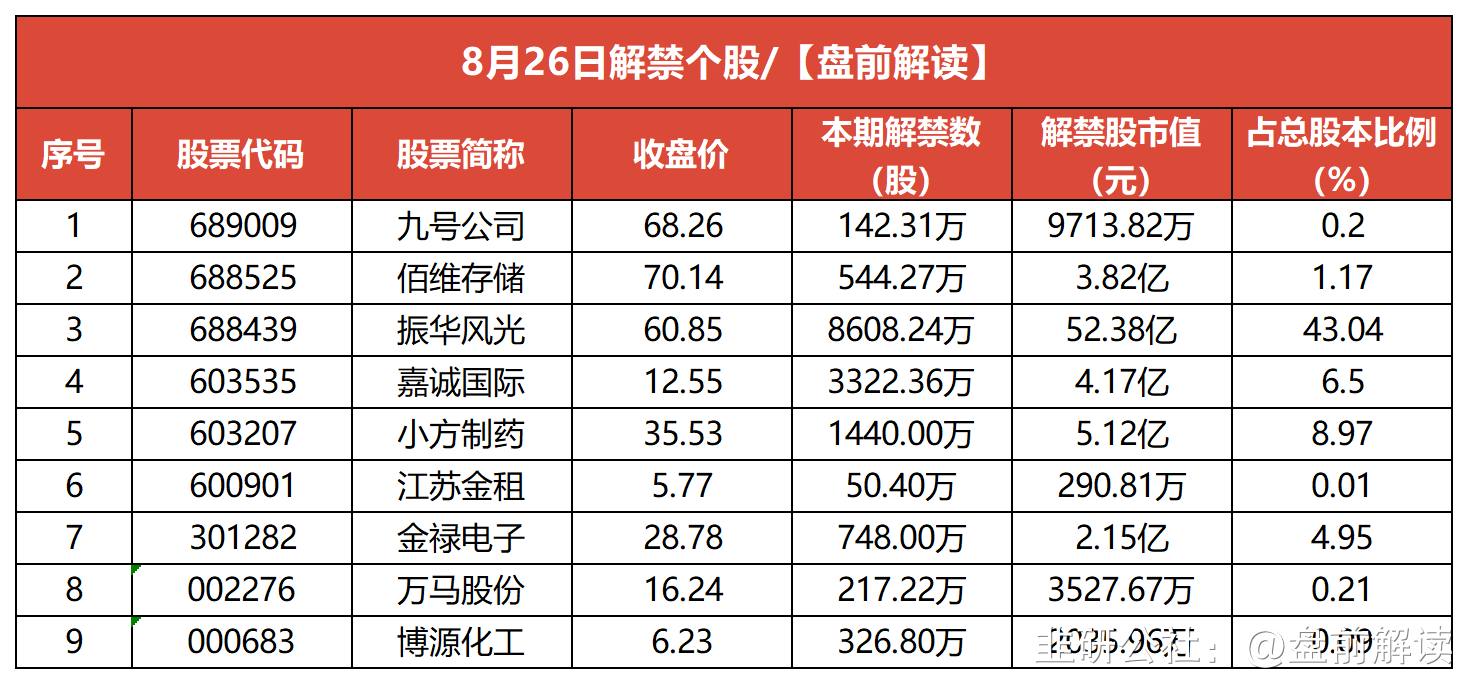 8月26日解禁个股/【盘前解读】
序号 股票代码 股票简称 收盘价 本期解禁数(股) 解禁股市值(元) 占总股本比例(%)
1 689009 九号公司 68.26 142.31万 9713.82万 0.2
2 688525 佰维存储 70.14 544.27万 3.82亿 1.17
3 688439 振华风光 60.85 8608.24万 52.38亿 43.04
4 603535 嘉诚国际 12.55 3322.36万 4.17亿 6.5
5 603207 小方制药 35.53 1440.00万 5.12亿 8.97
6 600901 江苏金租 5.77 50.40万 290.81万 0.01
7 301282 金禄电子 28.78 748.00万 2.15亿 4.95
8 002276 万马股份 16.24 217.22万 3527.67万 0.21
9 000683 博源化工 6.23 326.80万 2035.96万 0.09
韭研公社：@盘前解读